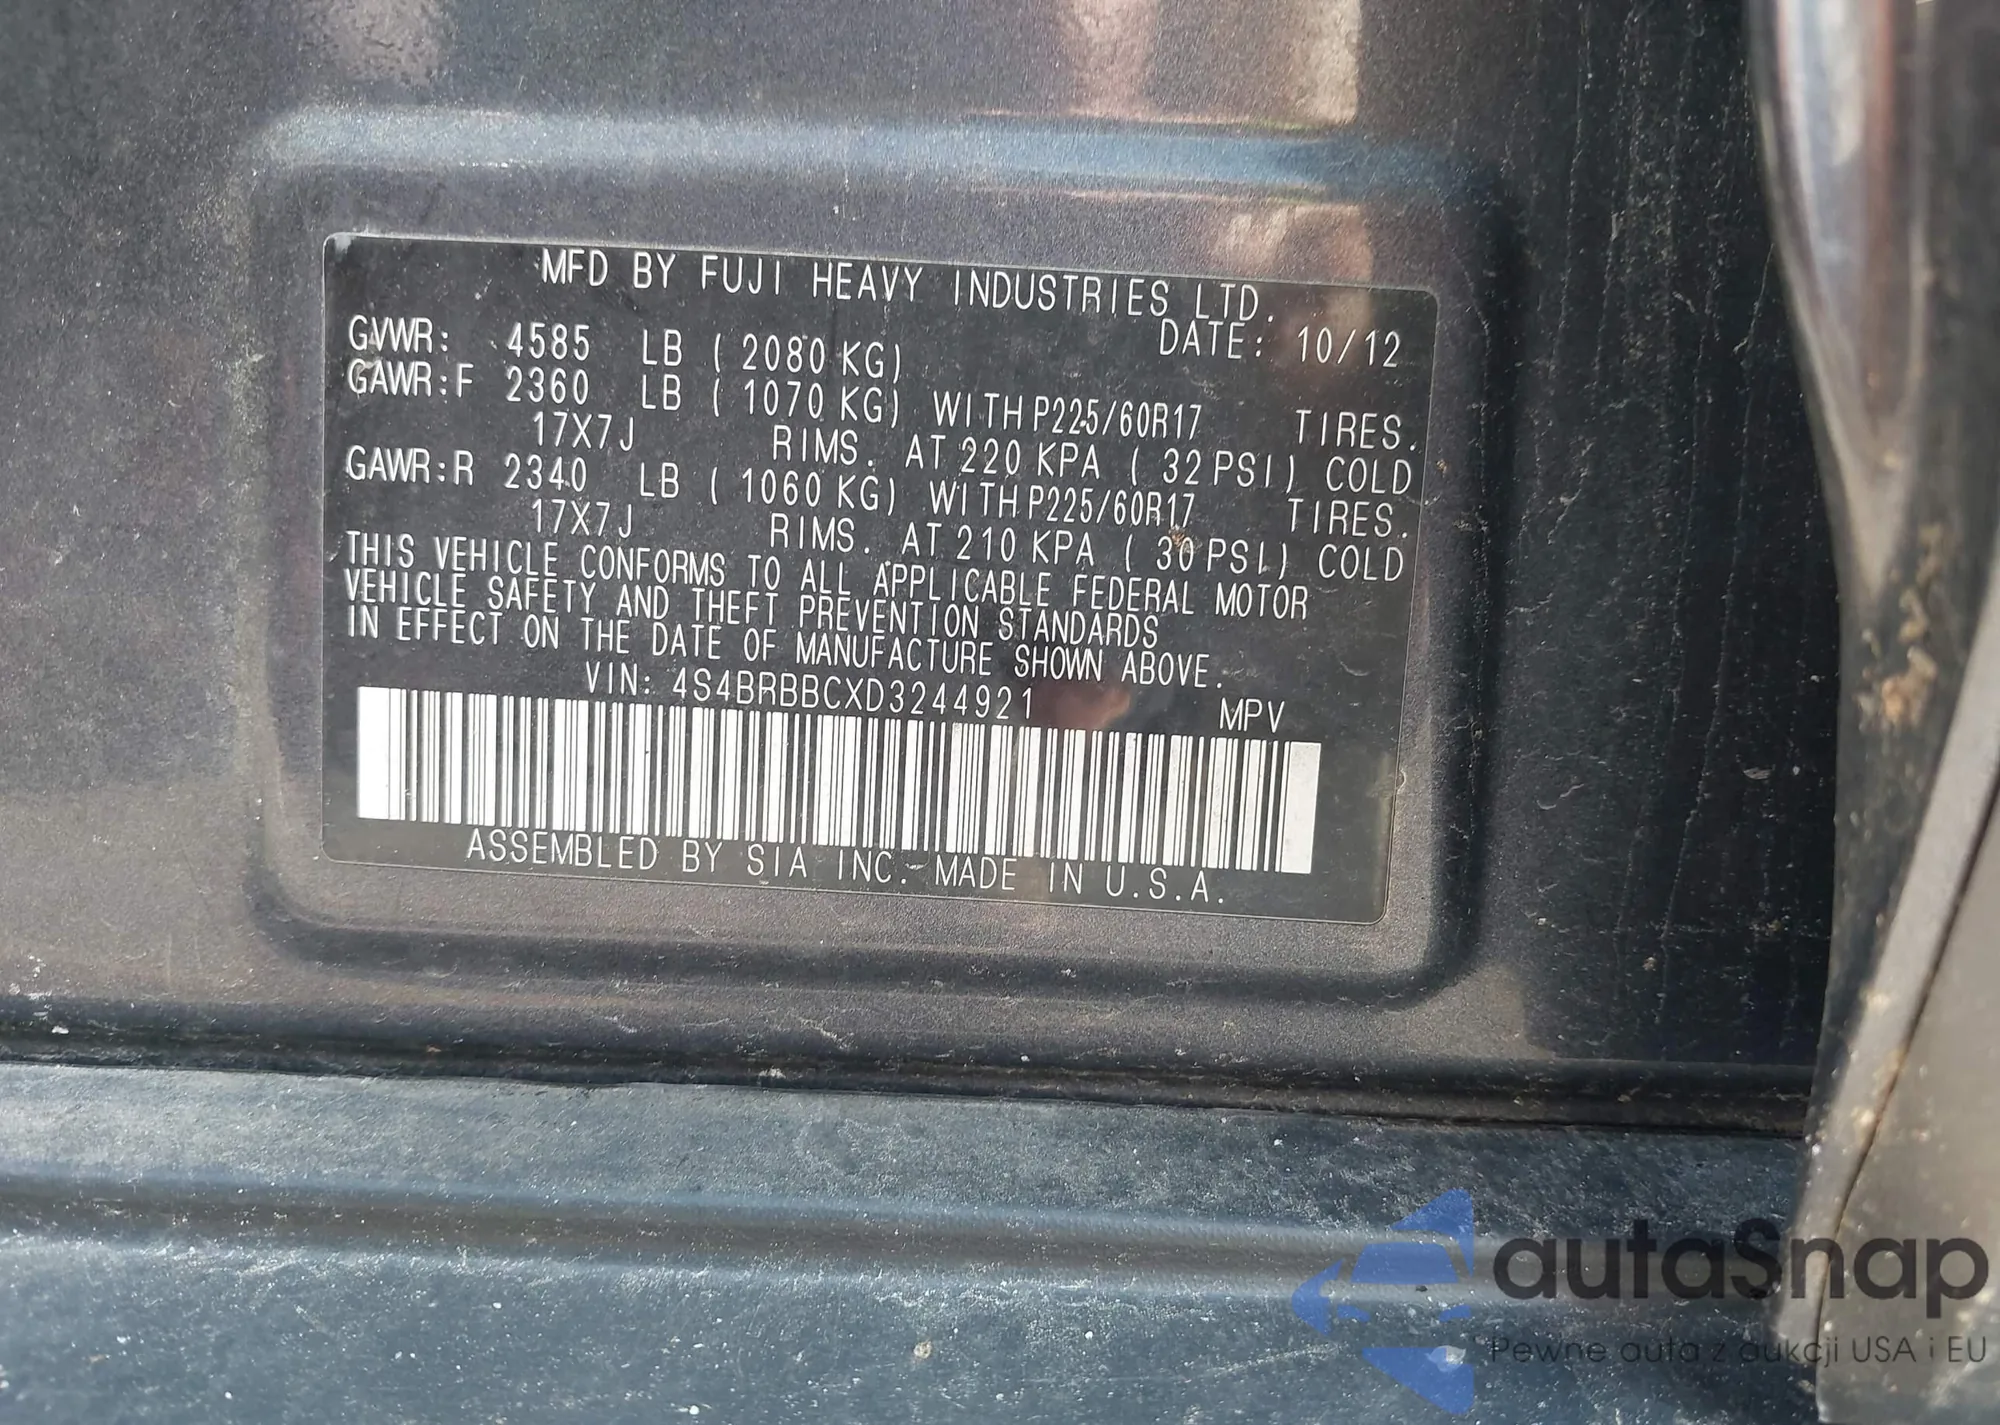 MFD BY FUJI HEAVY INDUSTRIES LTD.
DATE: 10/12
GVWR: 4585 LB ( 2080 KG)
GAWR:F 2360 LB ( 1070 KG) WITH P225/60R17 TIRES.
17X7J RIMS. AT 220 KPA ( 32 PSI) COLD
GAWR:R 2340 LB ( 1060 KG) WITH P225/60R17 TIRES.
17X7J RIMS. AT 210 KPA ( 30 PSI) COLD
THIS VEHICLE CONFORMS TO ALL APPLICABLE FEDERAL MOTOR
VEHICLE SAFETY AND THEFT PREVENTION STANDARDS
IN EFFECT ON THE DATE OF MANUFACTURE SHOWN ABOVE.
VIN: 4S4BRBBCXD3244921 MPV
ASSEMBLED BY SIA INC. MADE IN U.S.A.
autaSnap
Pewne auta z aukcji USA i EU